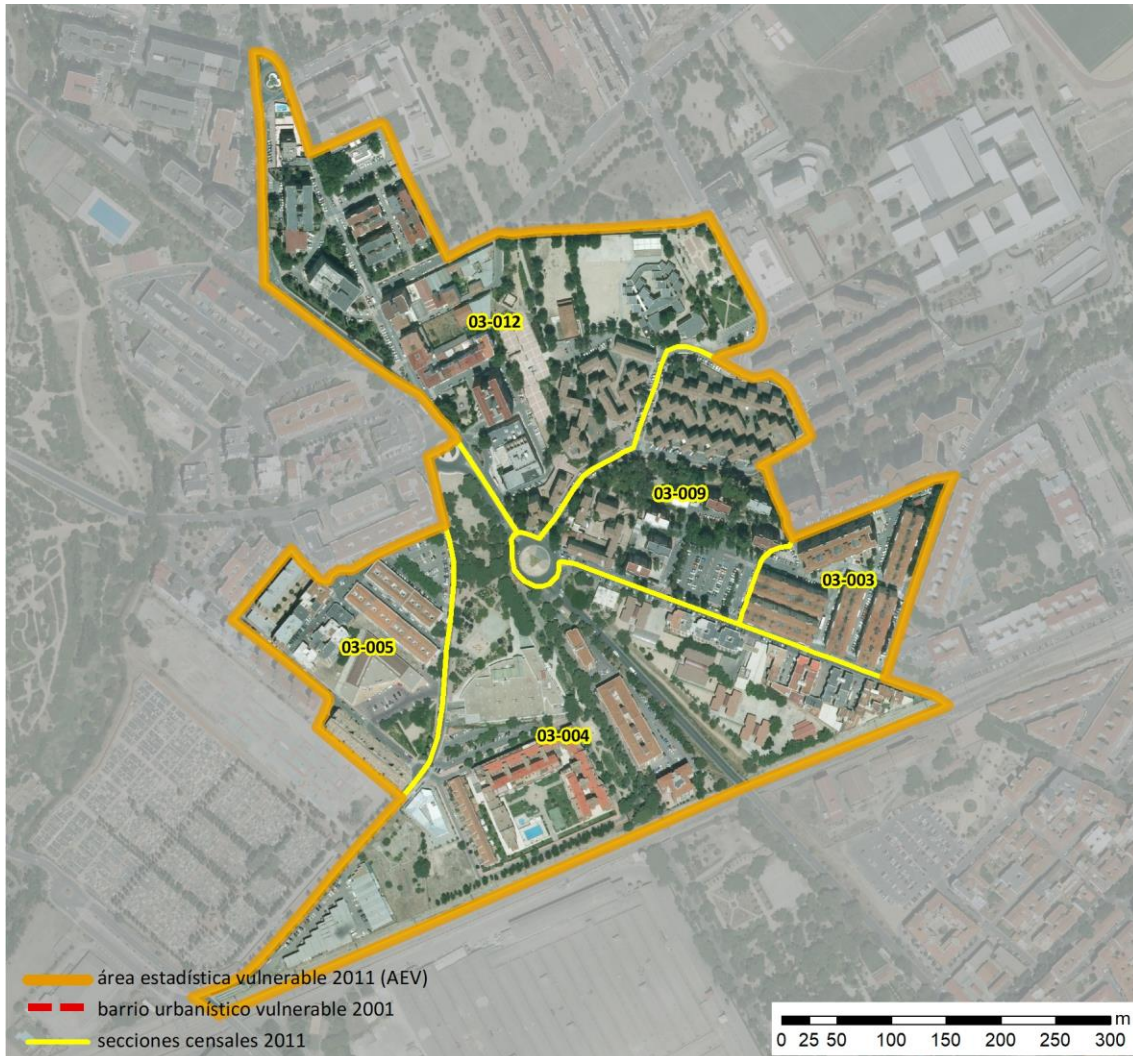 03-012
03-009
03-003
03-005
03-004
área estadística vulnerable 2011 (AEV)
barrio urbanístico vulnerable 2001
secciones censales 2011
m
0 25 50 100 150 200 250 300